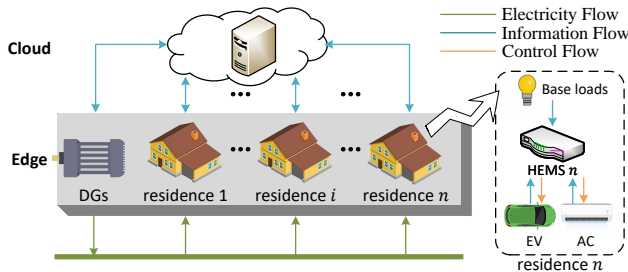 Electricity Flow
Information Flow
Control Flow
Cloud
...
...
Base loads
Edge
...
...
HEMS n
DGs
residence 1
residence i
residence n
EV
AC
residence n